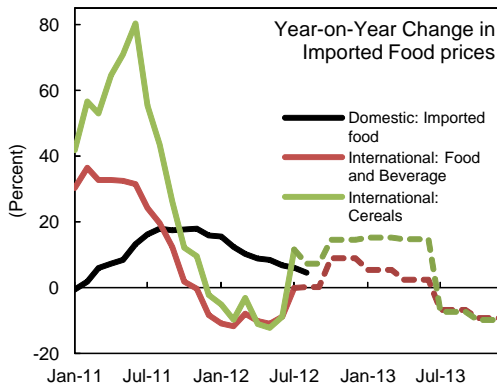 Year-on-Year Change in
Imported Food prices
(Percent)
80
60
40
20
0
-20
Domestic: Imported
food
International: Food
and Beverage
International:
Cereals
Jan-11 Jul-11 Jan-12 Jul-12 Jan-13 Jul-13